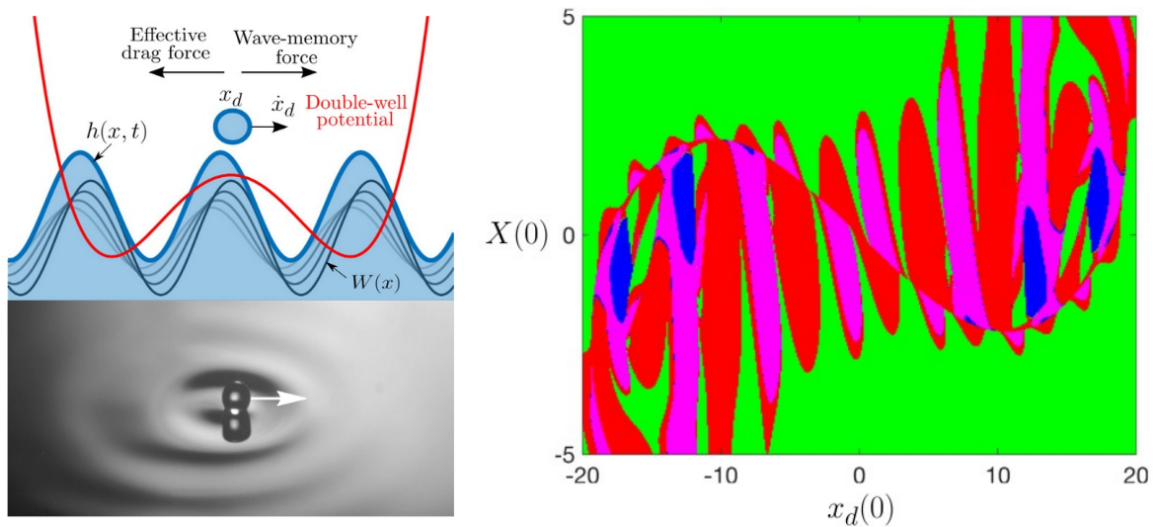 Effective
drag force
Wave-memory
force
x_d
ẋ_d
Double-well
potential
h(x, t)
W(x)
5
X(0)
0
-5
-20
-10
0
10
20
x_d(0)